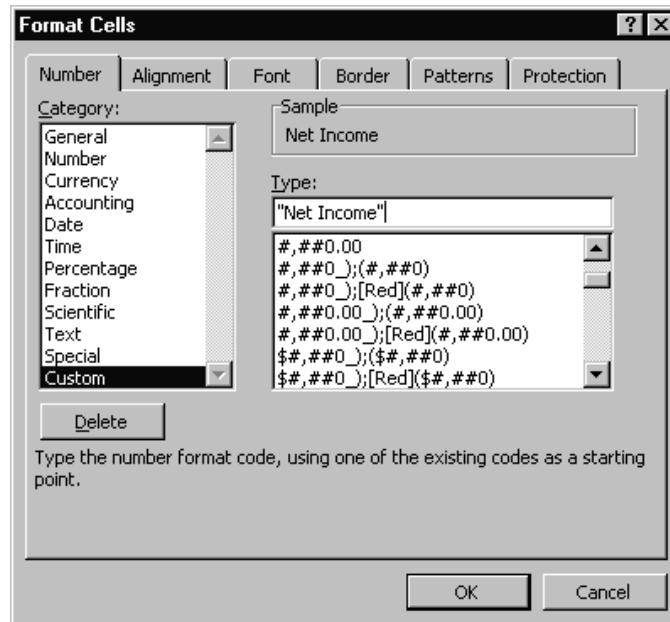 Format Cells
Number Alignment Font Border Patterns Protection
Category:
General
Number
Currency
Accounting
Date
Time
Percentage
Fraction
Scientific
Text
Special
Custom
Sample
Net Income
Type:
"Net Income"
#,##0.00
#,##0_);(#,##0)
#,##0_);[Red](#,##0)
#,##0.00_);(#,##0.00)
#,##0.00_);[Red](#,##0.00)
$#,##0_);($#,##0)
$#,##0_);[Red]($#,##0)
Delete
Type the number format code, using one of the existing codes as a starting
point.
OK Cancel